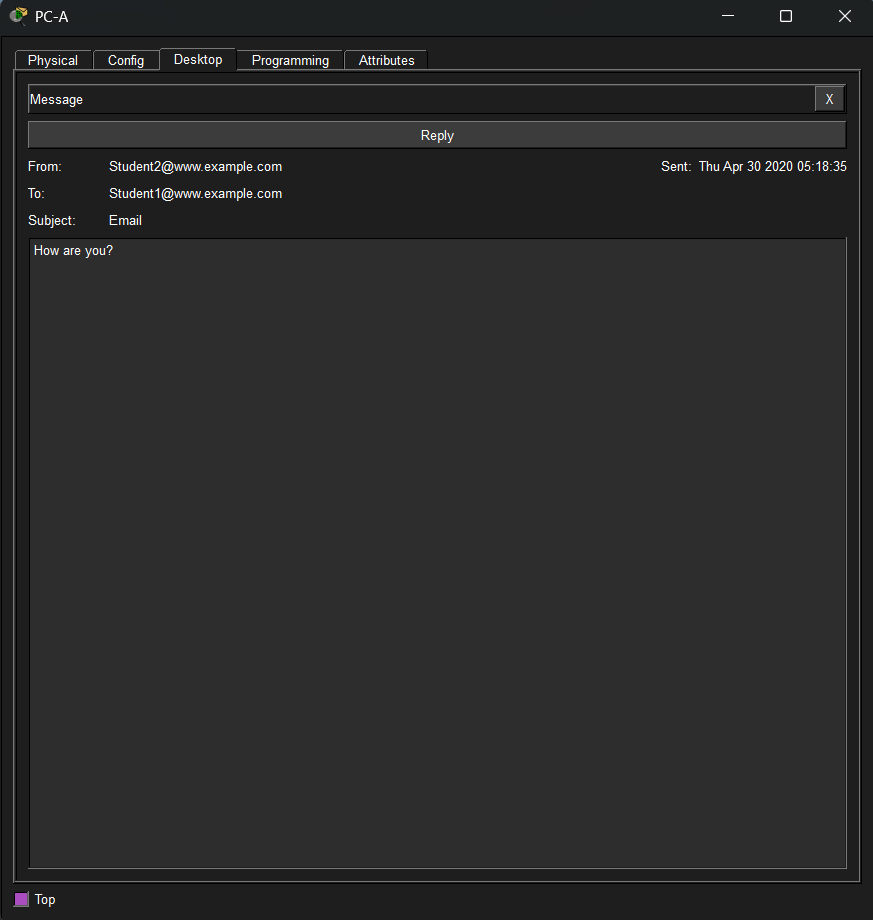 PC-A
Physical Config Desktop Programming Attributes
Message X
Reply
From: Student2@www.example.com Sent: Thu Apr 30 2020 05:18:35
To: Student1@www.example.com
Subject: Email
How are you?
Top